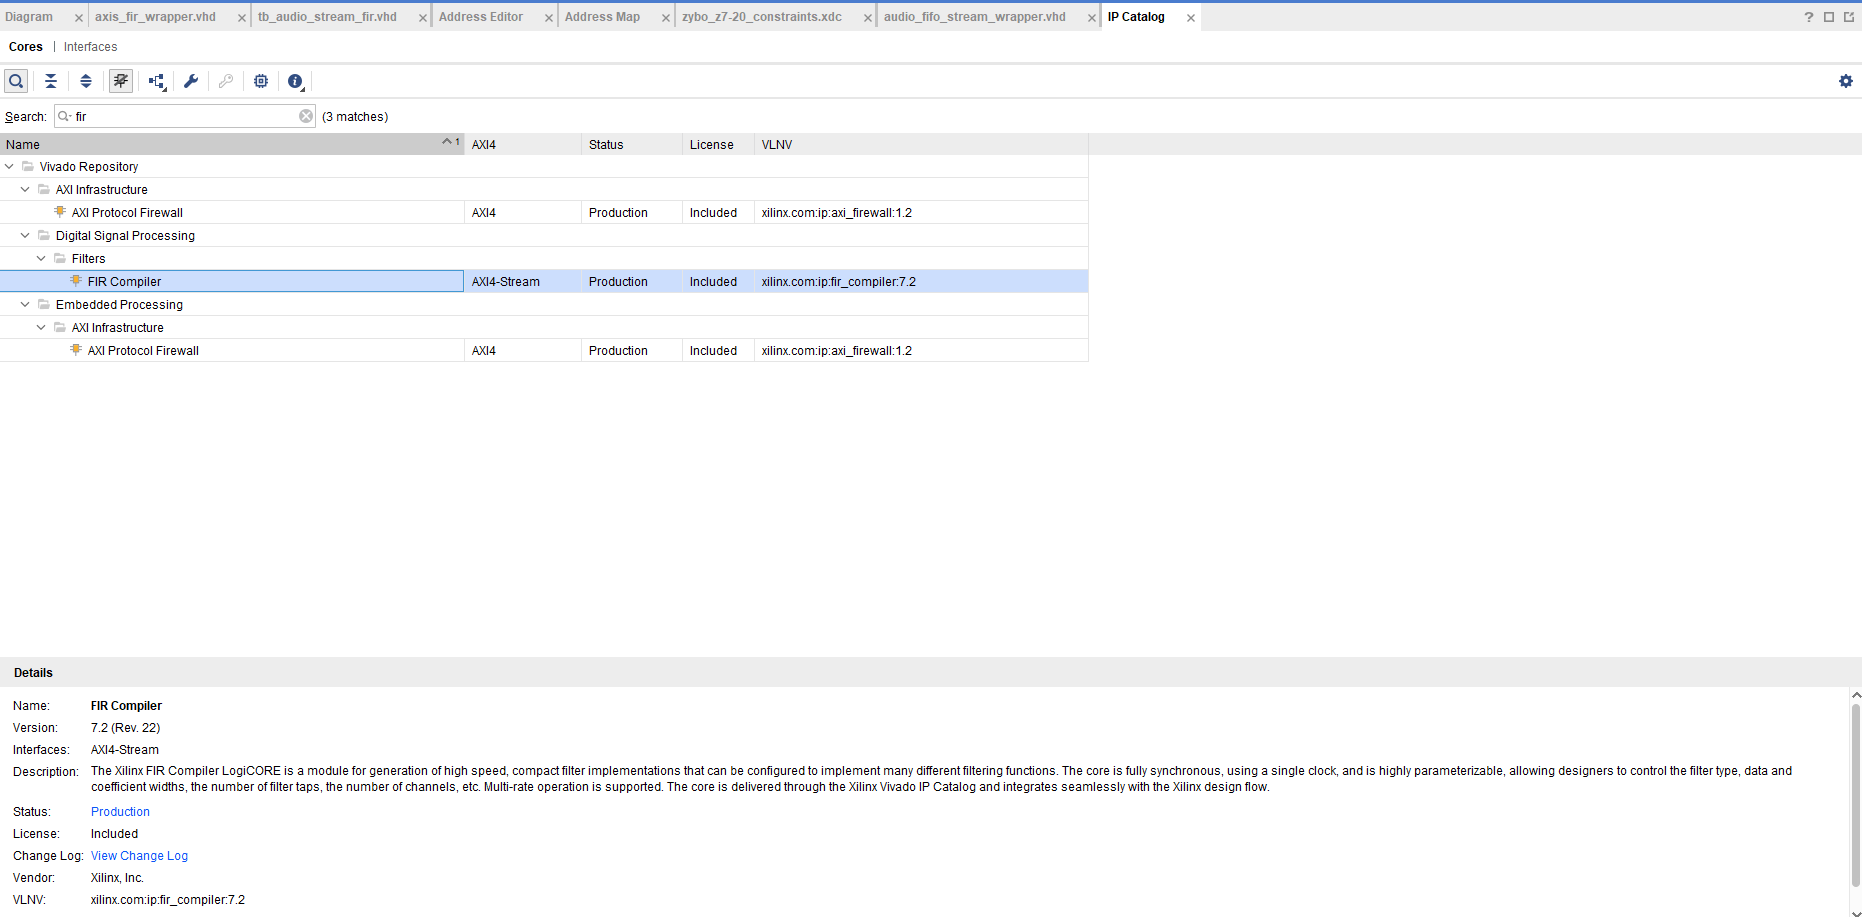 Diagram axis_fir_wrapper.vhd tb_audio_stream_fir.vhd Address Editor Address Map zybo_z7-20_constraints.xdc audio_fifo_stream_wrapper.vhd IP Catalog
Cores | Interfaces
Search: fir (3 matches)
Name 1 AXI4 Status License VLNV
Vivado Repository
AXI Infrastructure
AXI Protocol Firewall AXI4 Production Included xilinx.com:ip:axi_firewall:1.2
Digital Signal Processing
Filters
FIR Compiler AXI4-Stream Production Included xilinx.com:ip:fir_compiler:7.2
Embedded Processing
AXI Infrastructure
AXI Protocol Firewall AXI4 Production Included xilinx.com:ip:axi_firewall:1.2
Details
Name: FIR Compiler
Version: 7.2 (Rev. 22)
Interfaces: AXI4-Stream
Description: The Xilinx FIR Compiler LogiCORE is a module for generation of high speed, compact filter implementations that can be configured to implement many different filtering functions. The core is fully synchronous, using a single clock, and is highly parameterizable, allowing designers to control the filter type, data and
coefficient widths, the number of filter taps, the number of channels, etc. Multi-rate operation is supported. The core is delivered through the Xilinx Vivado IP Catalog and integrates seamlessly with the Xilinx design flow.
Status: Production
License: Included
Change Log: View Change Log
Vendor: Xilinx, Inc.
VLNV: xilinx.com:ip:fir_compiler:7.2